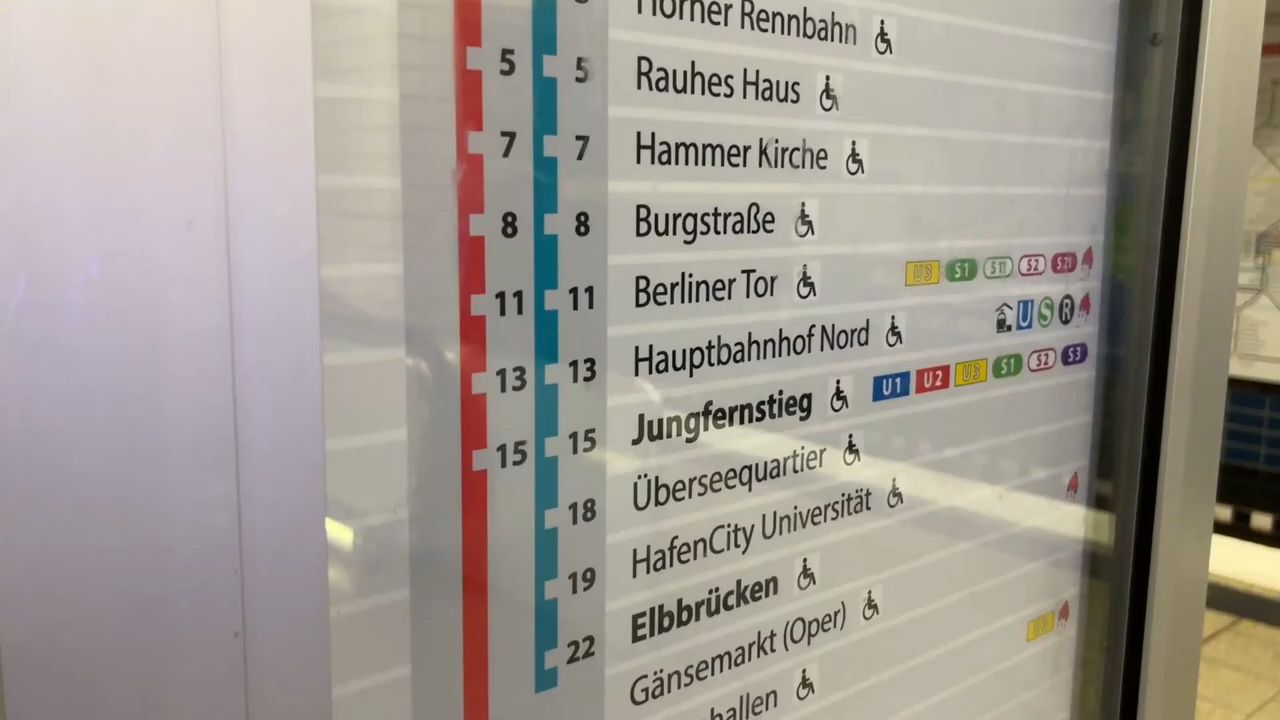 Horner Rennbahn
5 5 Rauhes Haus
7 7 Hammer Kirche
8 8 Burgstraße
11 11 Berliner Tor U3 S1 S11 S2 S21
13 13 Hauptbahnhof Nord U S R
15 15 Jungfernstieg U1 U2 U3 S1 S2 S3
18 Überseequartier
19 HafenCity Universität
22 Elbbrücken
Gänsemarkt (Oper)